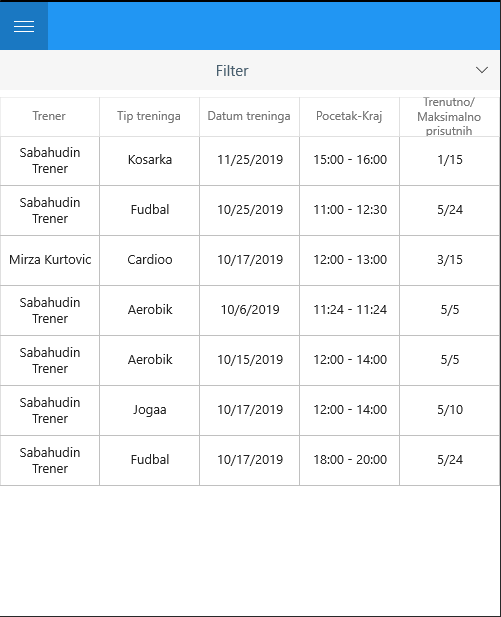 Filter
Trener Tip treninga Datum treninga Pocetak-Kraj Trenutno/
Maksimalno
prisutnih
Sabahudin
Trener Kosarka 11/25/2019 15:00 - 16:00 1/15
Sabahudin
Trener Fudbal 10/25/2019 11:00 - 12:30 5/24
Mirza Kurtovic Cardioo 10/17/2019 12:00 - 13:00 3/15
Sabahudin
Trener Aerobik 10/6/2019 11:24 - 11:24 5/5
Sabahudin
Trener Aerobik 10/15/2019 12:00 - 14:00 5/5
Sabahudin
Trener Jogaa 10/17/2019 12:00 - 14:00 5/10
Sabahudin
Trener Fudbal 10/17/2019 18:00 - 20:00 5/24